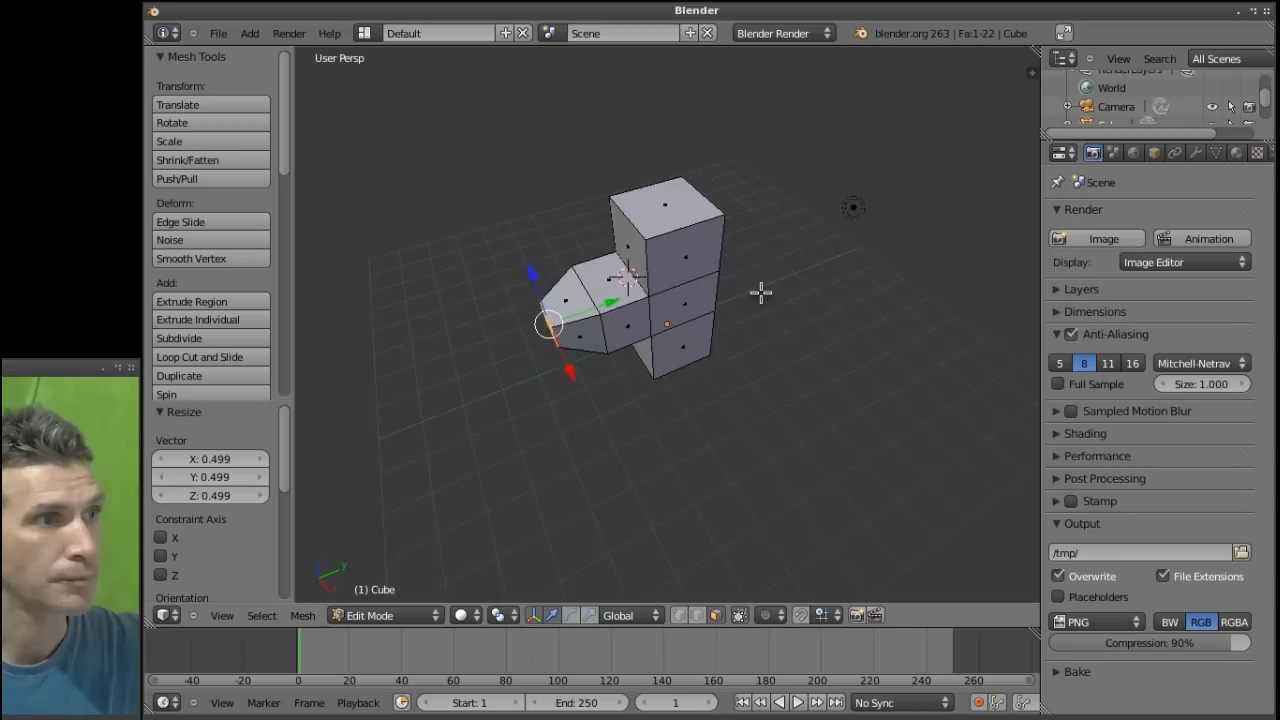 Blender
File Add Render Help Default Scene Blender Render blender.org 263 | Fa:1-22 | Cube
Mesh Tools
Transform:
Translate
Rotate
Scale
Shrink/Fatten
Push/Pull
Deform:
Edge Slide
Noise
Smooth Vertex
Add:
Extrude Region
Extrude Individual
Subdivide
Loop Cut and Slide
Duplicate
Spin
Resize
Vector
X: 0.499
Y: 0.499
Z: 0.499
Constraint Axis
X
Y
Z
Orientation
User Persp
z y x
(1) Cube
View Select Mesh Edit Mode Global
-40 -20 0 20 40 60 80 100 120 140 160 180 200 220 240 260
View Marker Frame Playback Start: 1 End: 250 1 No Sync
View Search All Scenes
RenderLayers
World
Camera
Scene
Render
Image Animation
Display: Image Editor
Layers
Dimensions
Anti-Aliasing
5 8 11 16 Mitchell-Netrav
Full Sample Size: 1.000
Sampled Motion Blur
Shading
Performance
Post Processing
Stamp
Output
/tmp/
Overwrite File Extensions
Placeholders
PNG BW RGB RGBA
Compression: 90%
Bake